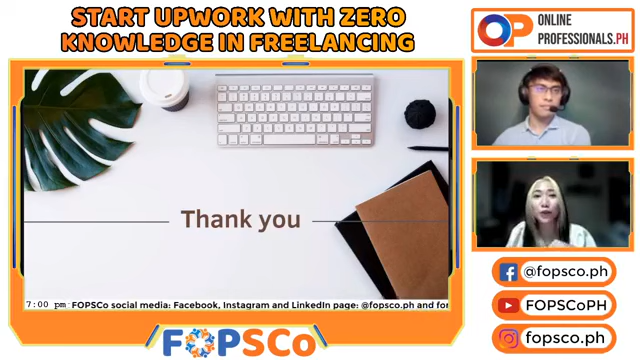 START UPWORK WITH ZERO
KNOWLEDGE IN FREELANCING
OP ONLINE
PROFESSIONALS.PH
Thank you
7:00 pm FOPSCo social media: Facebook, Instagram and LinkedIn page: @fopsco.ph and for
FOPSCo
@fopsco.ph
FOPSCoPH
fopsco.ph